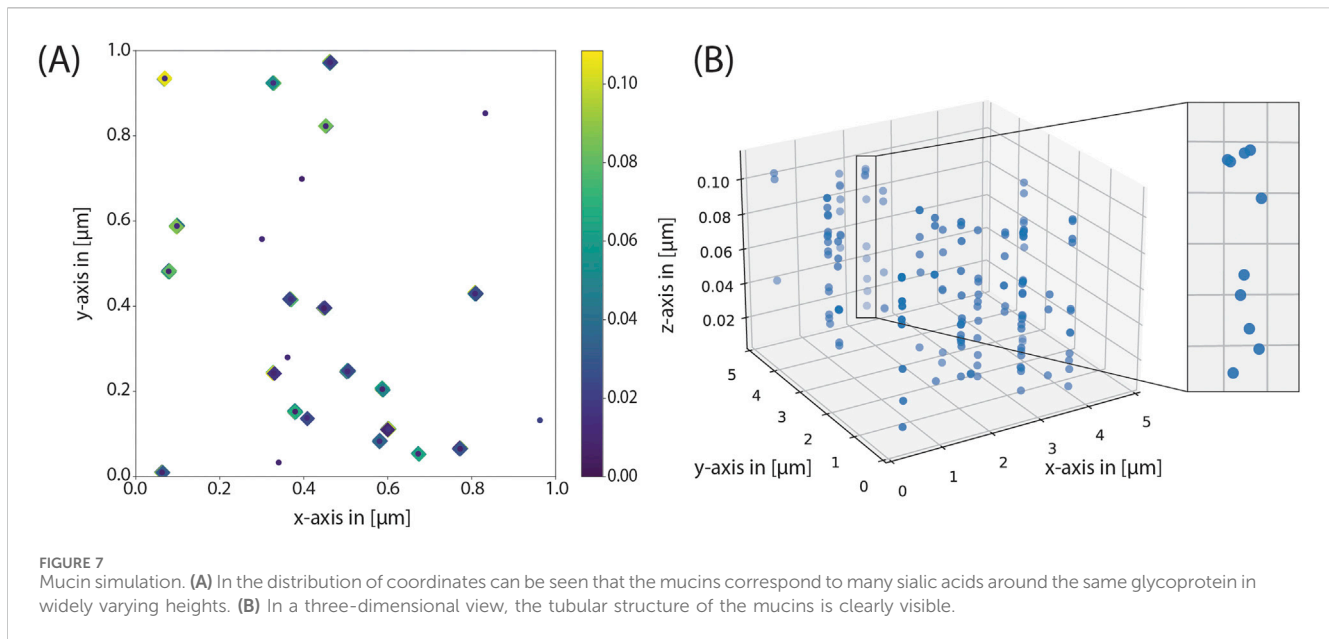 (A)
1.0
0.8
0.6
0.4
0.2
0.0
y-axis in [µm]
0.0 0.2 0.4 0.6 0.8 1.0
x-axis in [µm]
0.10
0.08
0.06
0.04
0.02
0.00
(B)
0.10
0.08
0.06
0.04
0.02
z-axis in [µm]
5
4
3
2
1
0
y-axis in [µm]
0
1
2
3
4
5
x-axis in [µm]
FIGURE 7
Mucin simulation. (A) In the distribution of coordinates can be seen that the mucins correspond to many sialic acids around the same glycoprotein in
widely varying heights. (B) In a three-dimensional view, the tubular structure of the mucins is clearly visible.